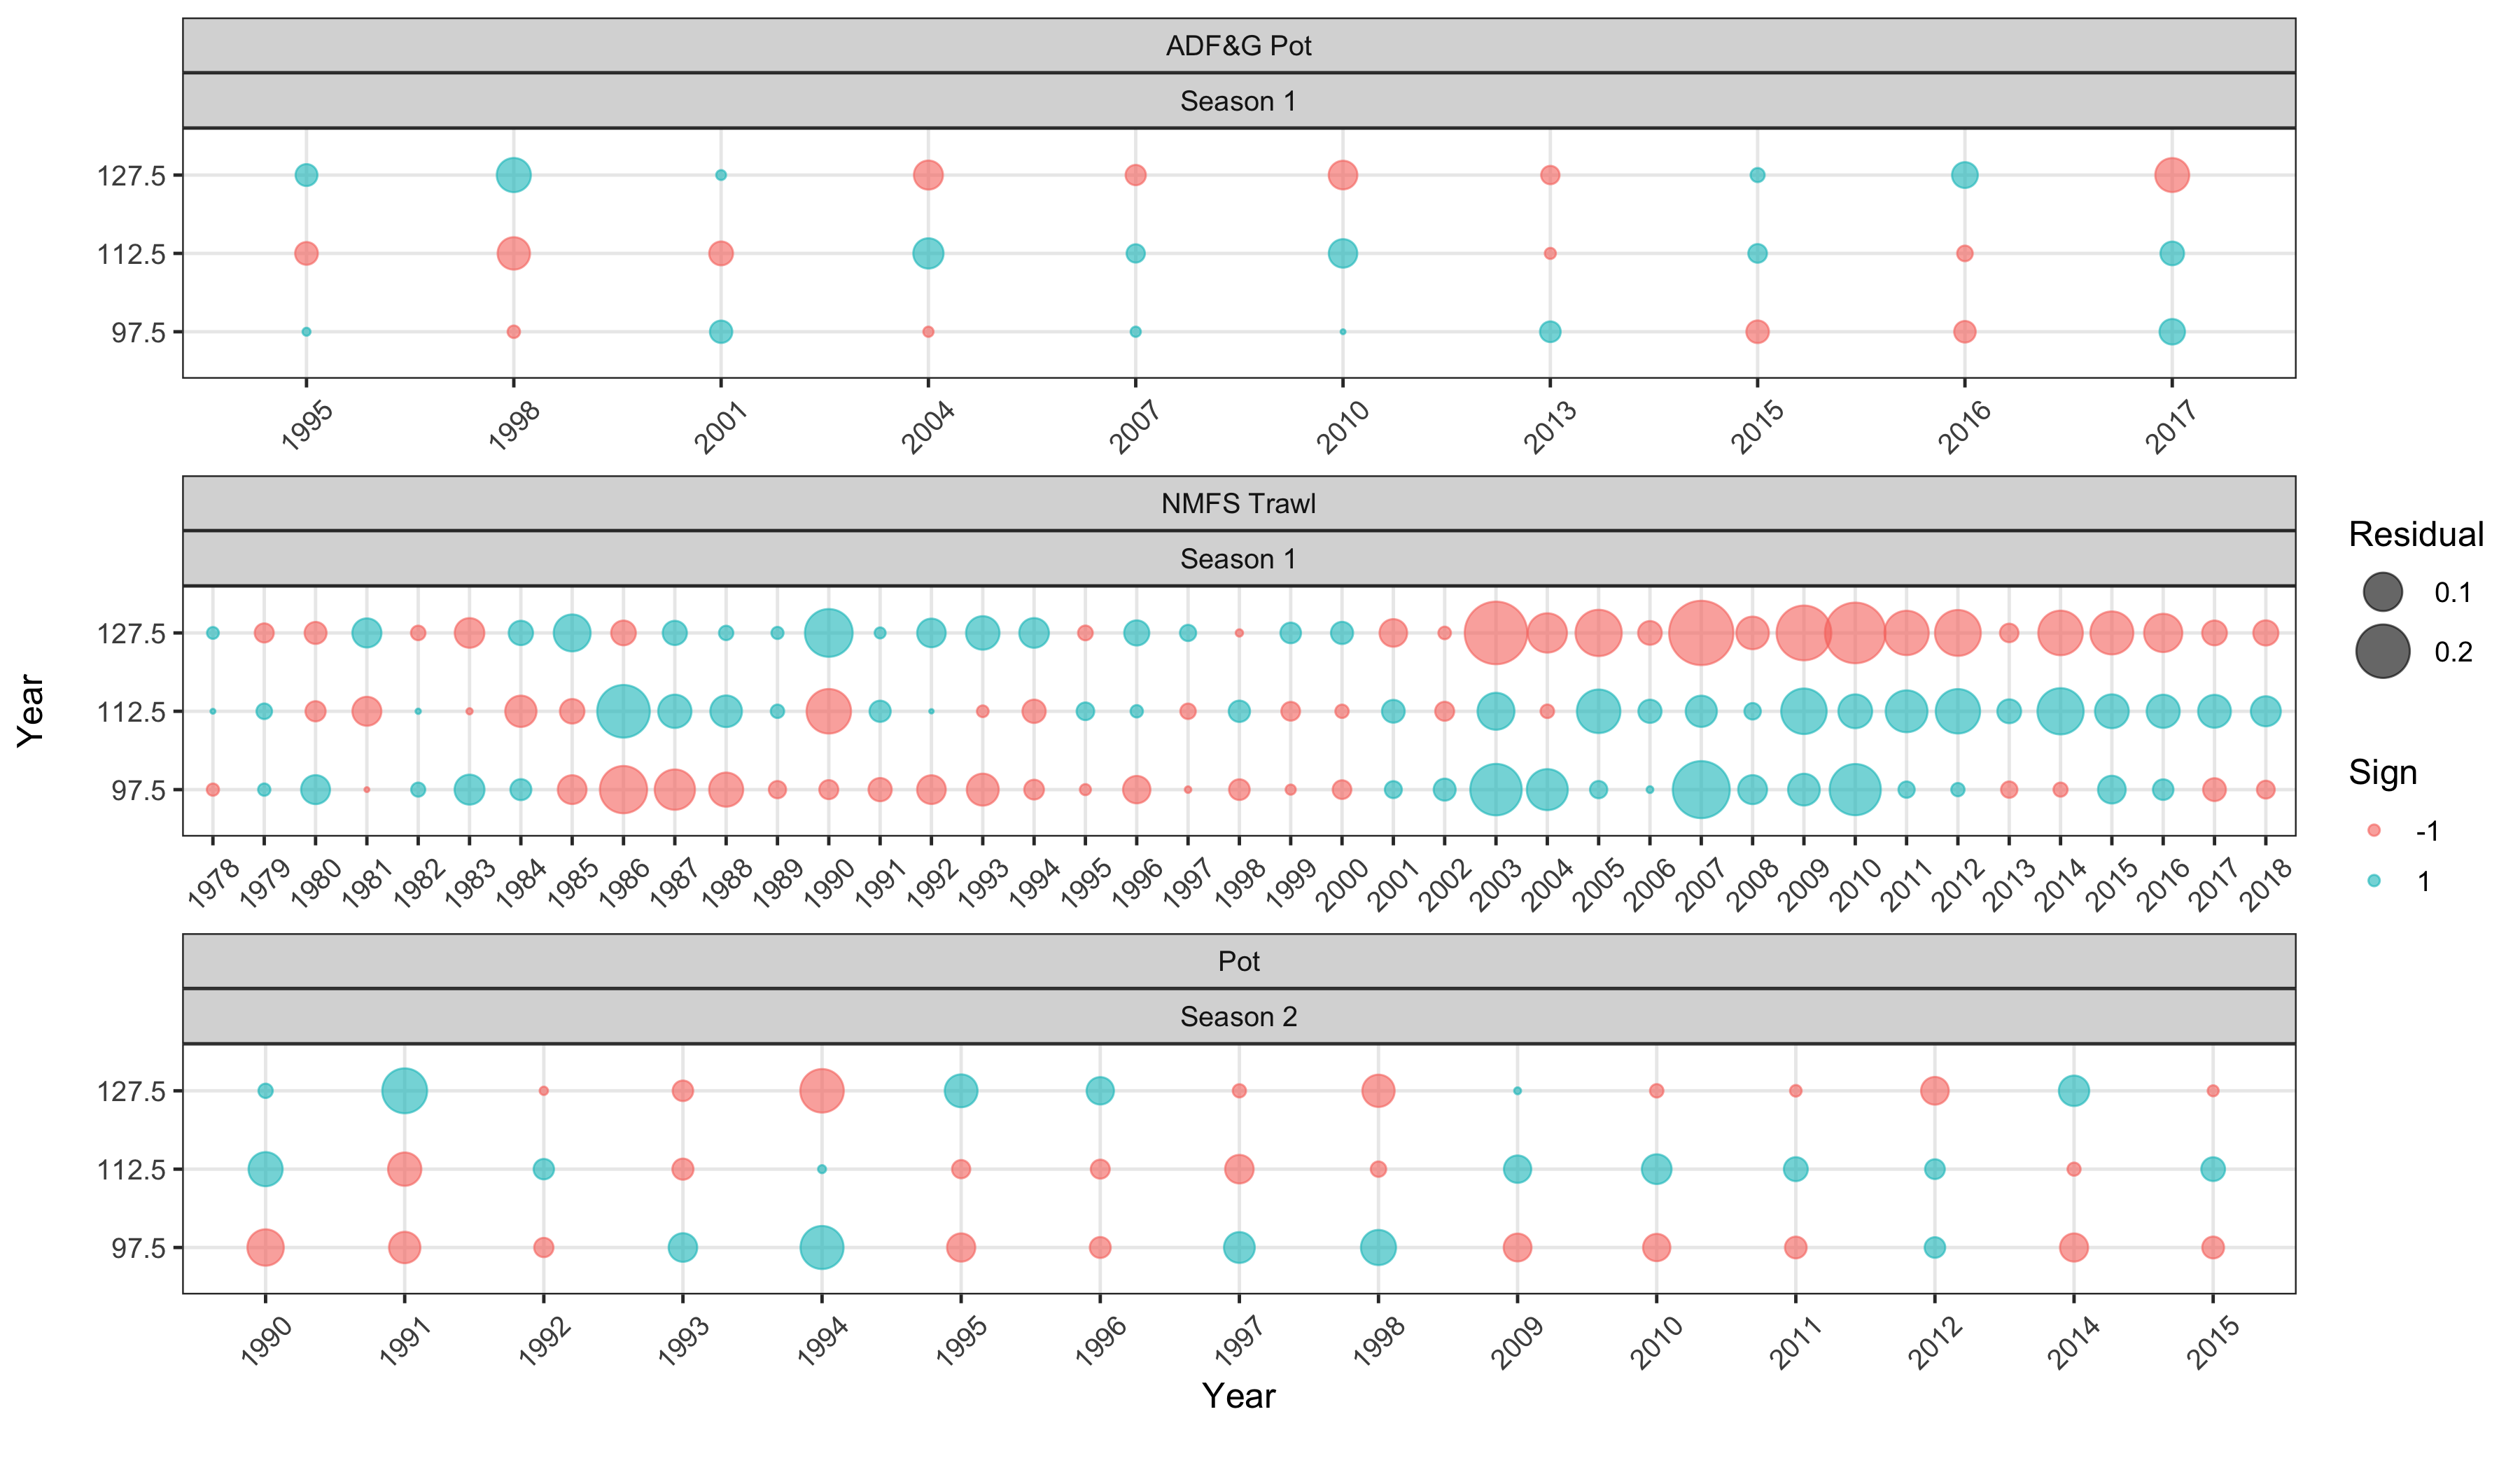 ADF&G Pot
Season 1
127.5
112.5
97.5
1995 1998 2001 2004 2007 2010 2013 2015 2016 2017
NMFS Trawl
Season 1
127.5
112.5
97.5
1978 1979 1980 1981 1982 1983 1984 1985 1986 1987 1988 1989 1990 1991 1992 1993 1994 1995 1996 1997 1998 1999 2000 2001 2002 2003 2004 2005 2006 2007 2008 2009 2010 2011 2012 2013 2014 2015 2016 2017 2018
Pot
Season 2
127.5
112.5
97.5
1990 1991 1992 1993 1994 1995 1996 1997 1998 2009 2010 2011 2012 2014 2015
Year
Year
Residual
0.1
0.2
Sign
-1
1